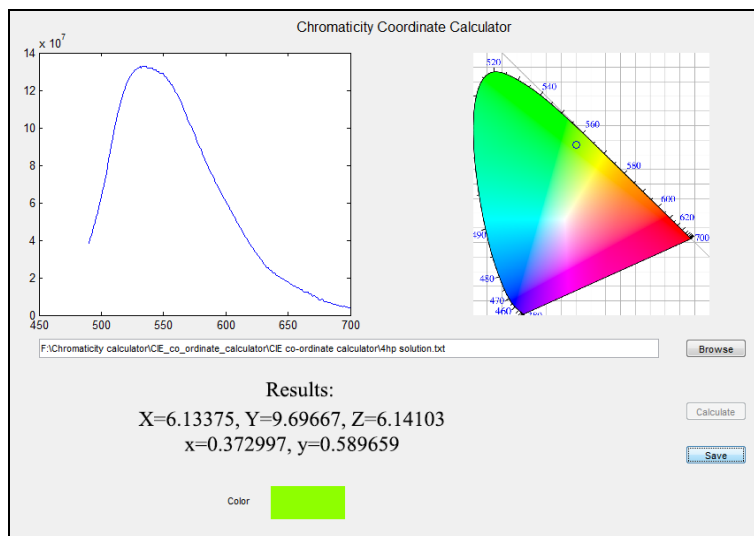 Chromaticity Coordinate Calculator
x 10^7
14
12
10
8
6
4
2
0
450 500 550 600 650 700
520
540
560
580
600
620
700
490
480
470
460
380
F:\Chromaticity calculator\CIE_co_ordinate_calculator\CIE co-ordinate calculator\4hp solution.txt
Browse
Results:
X=6.13375, Y=9.69667, Z=6.14103
x=0.372997, y=0.589659
Calculate
Save
Color